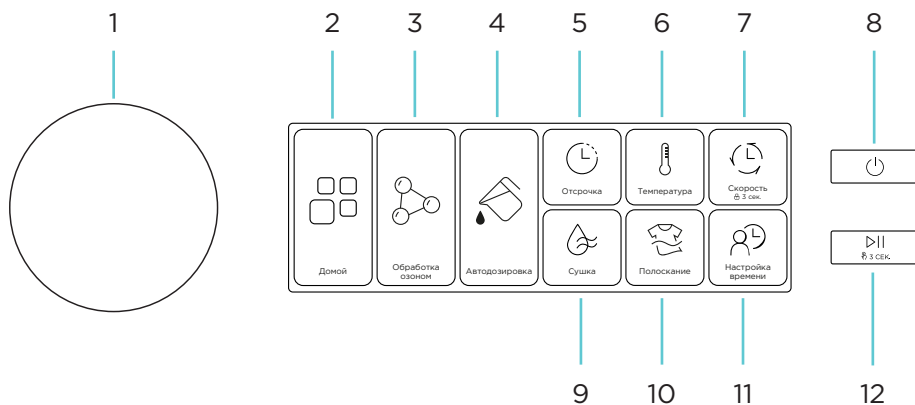 1 2 3 4 5 6 7 8
Отсрочка Температура Скорость
3 сек.
3 СЕК.
Домой Обработка озоном Автодозировка Сушка Полоскание Настройка времени
9 10 11 12